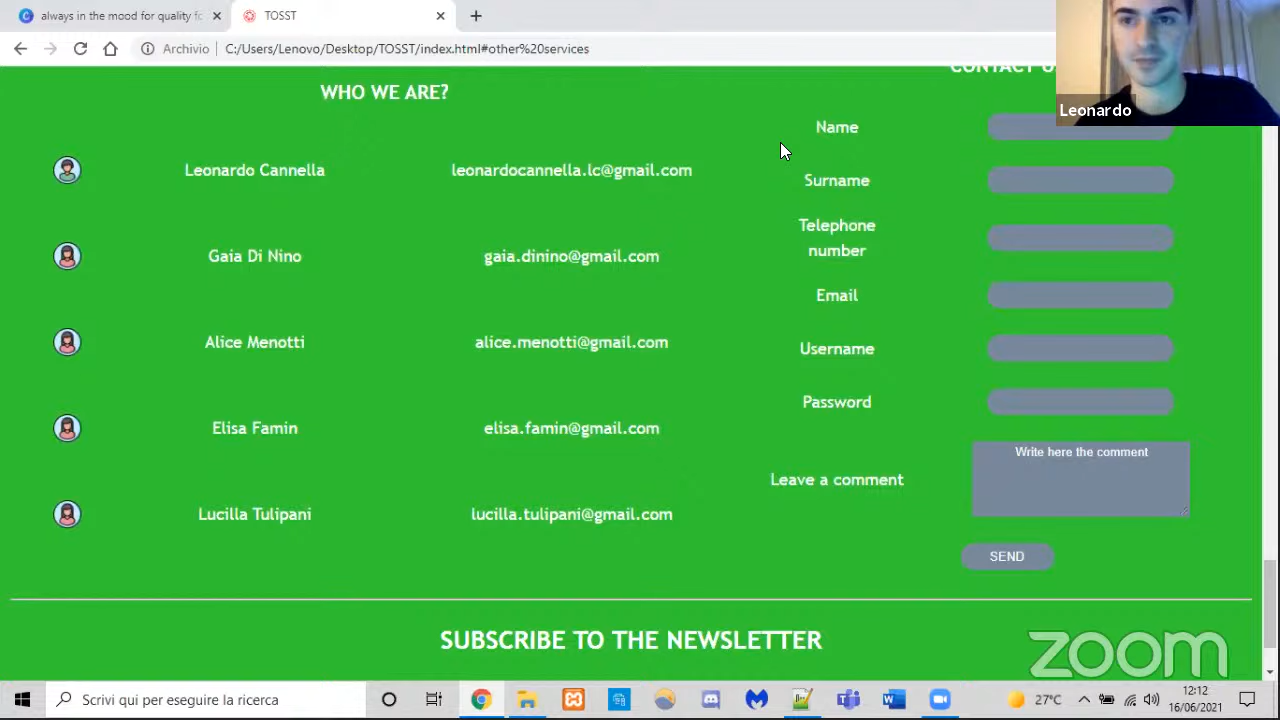 always in the mood for quality fo
TOSST
Archivio
C:/Users/Lenovo/Desktop/TOSST/index.html#other%20services
Leonardo
WHO WE ARE?
Leonardo Cannella
leonardocannella.lc@gmail.com
Gaia Di Nino
gaia.dinino@gmail.com
Alice Menotti
alice.menotti@gmail.com
Elisa Famin
elisa.famin@gmail.com
Lucilla Tulipani
lucilla.tulipani@gmail.com
CONTACT
Name
Surname
Telephone
number
Email
Username
Password
Leave a comment
Write here the comment
SEND
SUBSCRIBE TO THE NEWSLETTER
zoom
Scrivi qui per eseguire la ricerca
27°C
12:12
16/06/2021